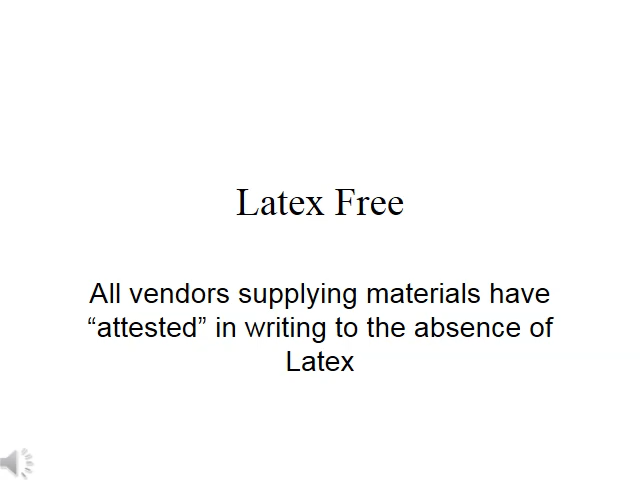 Latex Free
All vendors supplying materials have
“attested” in writing to the absence of
Latex